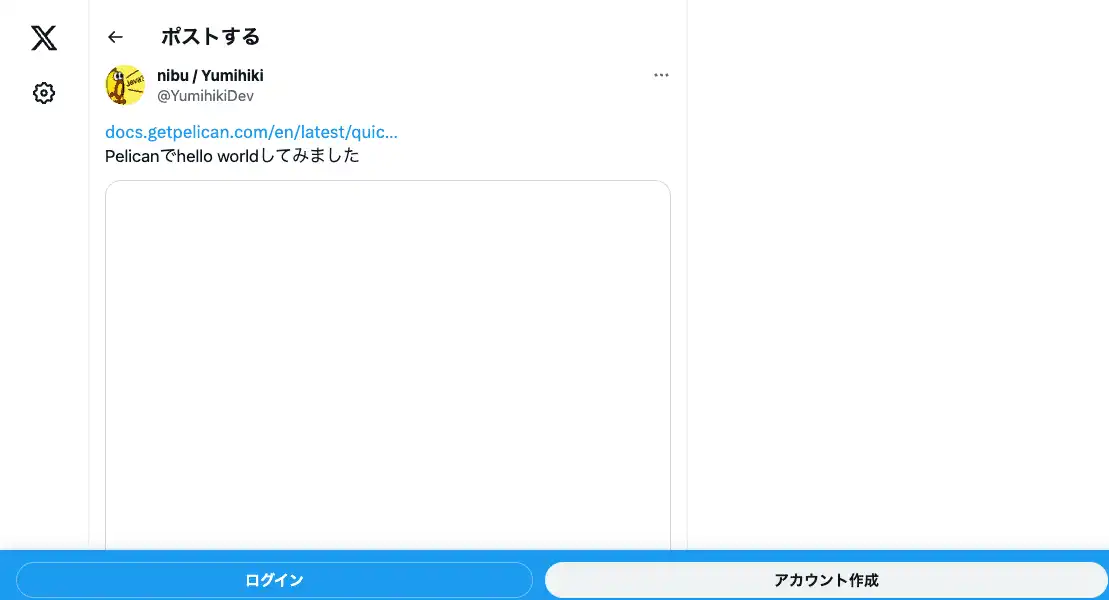 ポストする
nibu / Yumihiki
@YumihikiDev
docs.getpelican.com/en/latest/quic...
Pelicanでhello worldしてみました
ログイン
アカウント作成